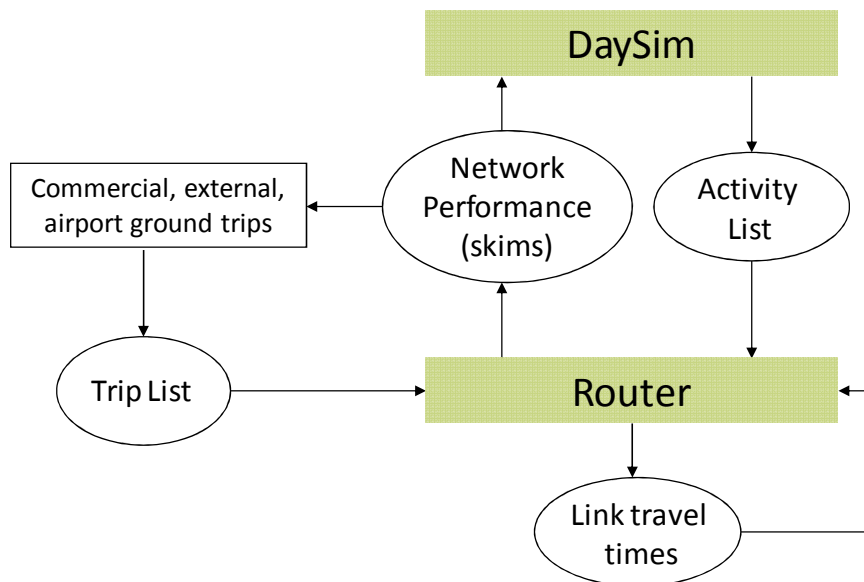 DaySim
Commercial, external,
airport ground trips
Network
Performance
(skims)
Activity
List
Trip List
Router
Link travel
times